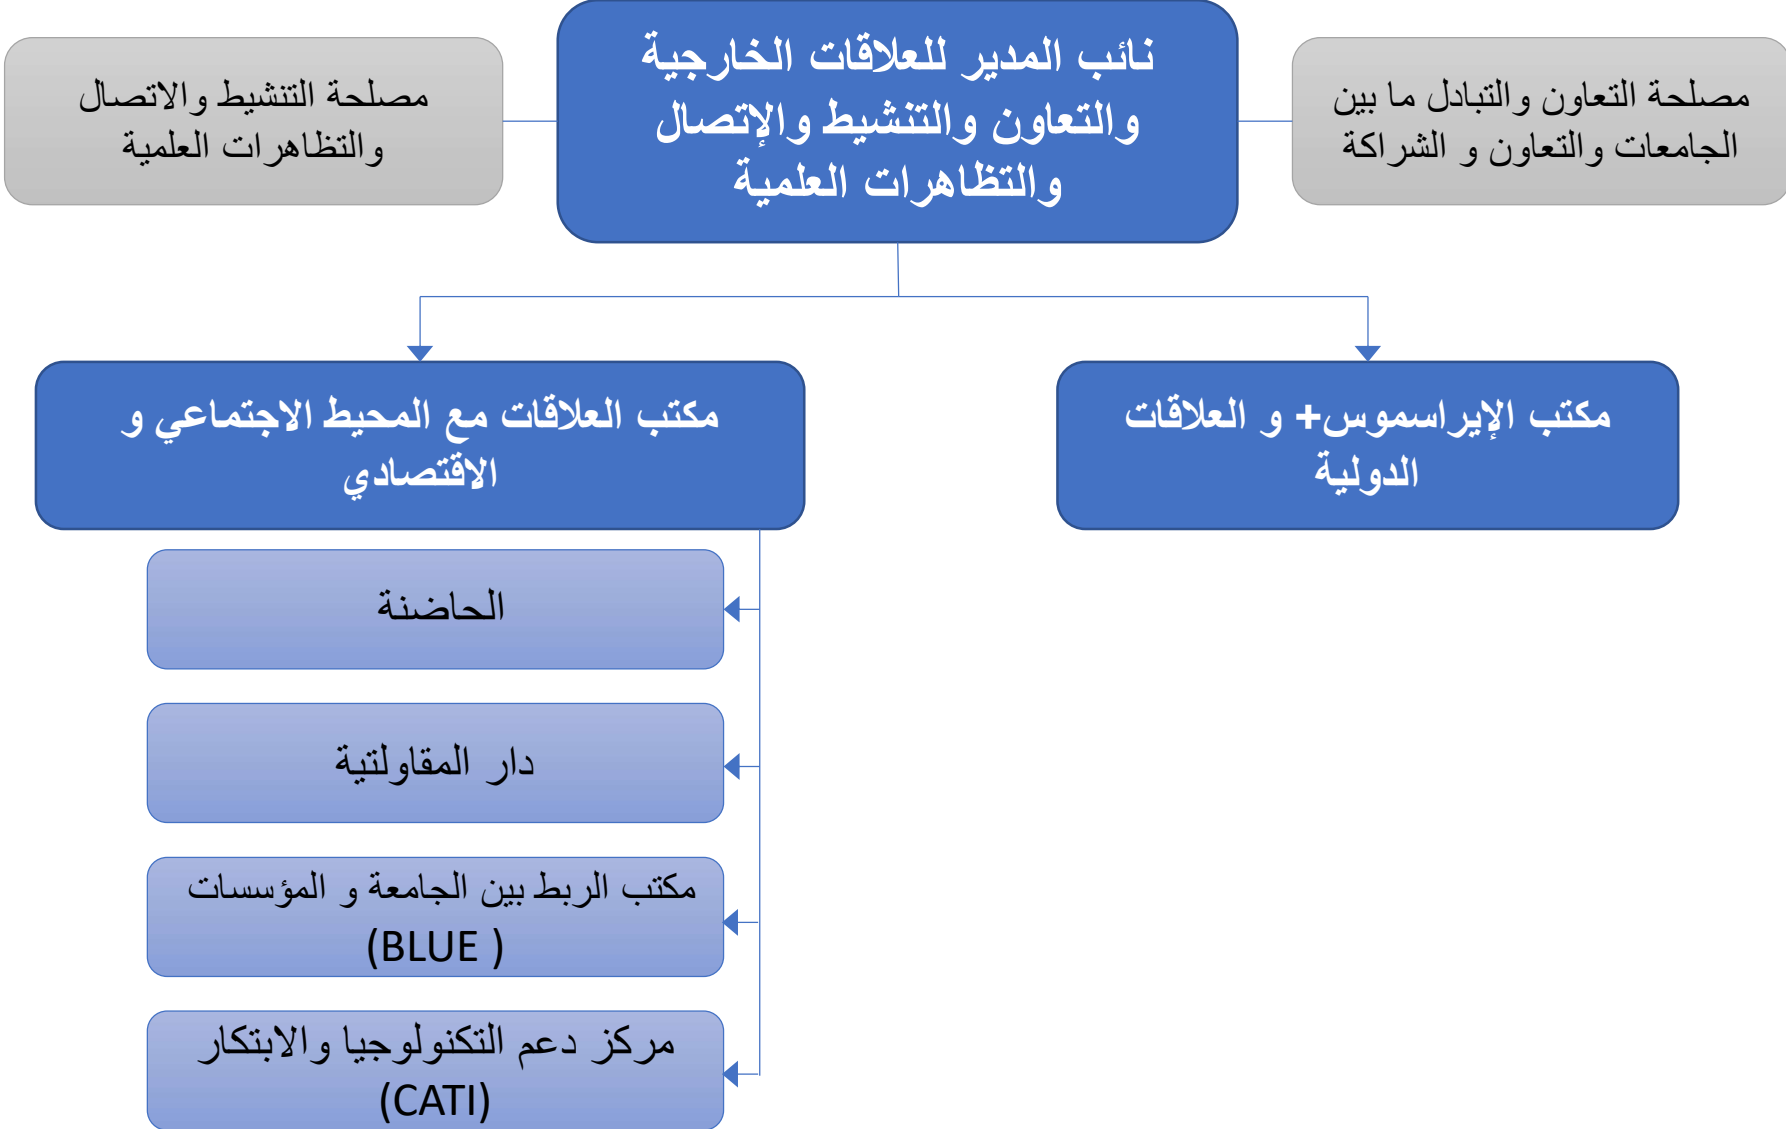 نائب المدير للعلاقات الخارجية
والتعاون والتنشيط والإتصال
والتظاهرات العلمية
مصلحة التعاون والتبادل ما بين
الجامعات والتعاون و الشراكة
مصلحة التنشيط والاتصال
والتظاهرات العلمية
مكتب الإيراسموس+ و العلاقات
الدولية
مكتب العلاقات مع المحيط الاجتماعي و
الاقتصادي
الحاضنة
دار المقاولتية
مكتب الربط بين الجامعة و المؤسسات
(BLUE )
مركز دعم التكنولوجيا والابتكار
(CATI)